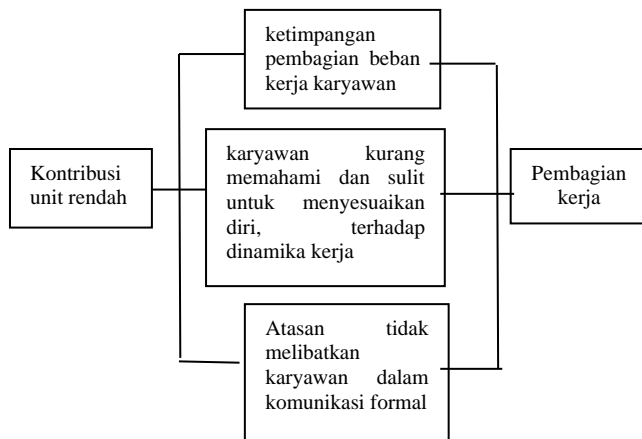 ketimpangan
pembagian beban
kerja karyawan
Kontribusi
unit rendah
karyawan kurang
memahami dan sulit
untuk menyesuaikan
diri, terhadap
dinamika kerja
Pembagian
kerja
Atasan tidak
melibatkan
karyawan dalam
komunikasi formal